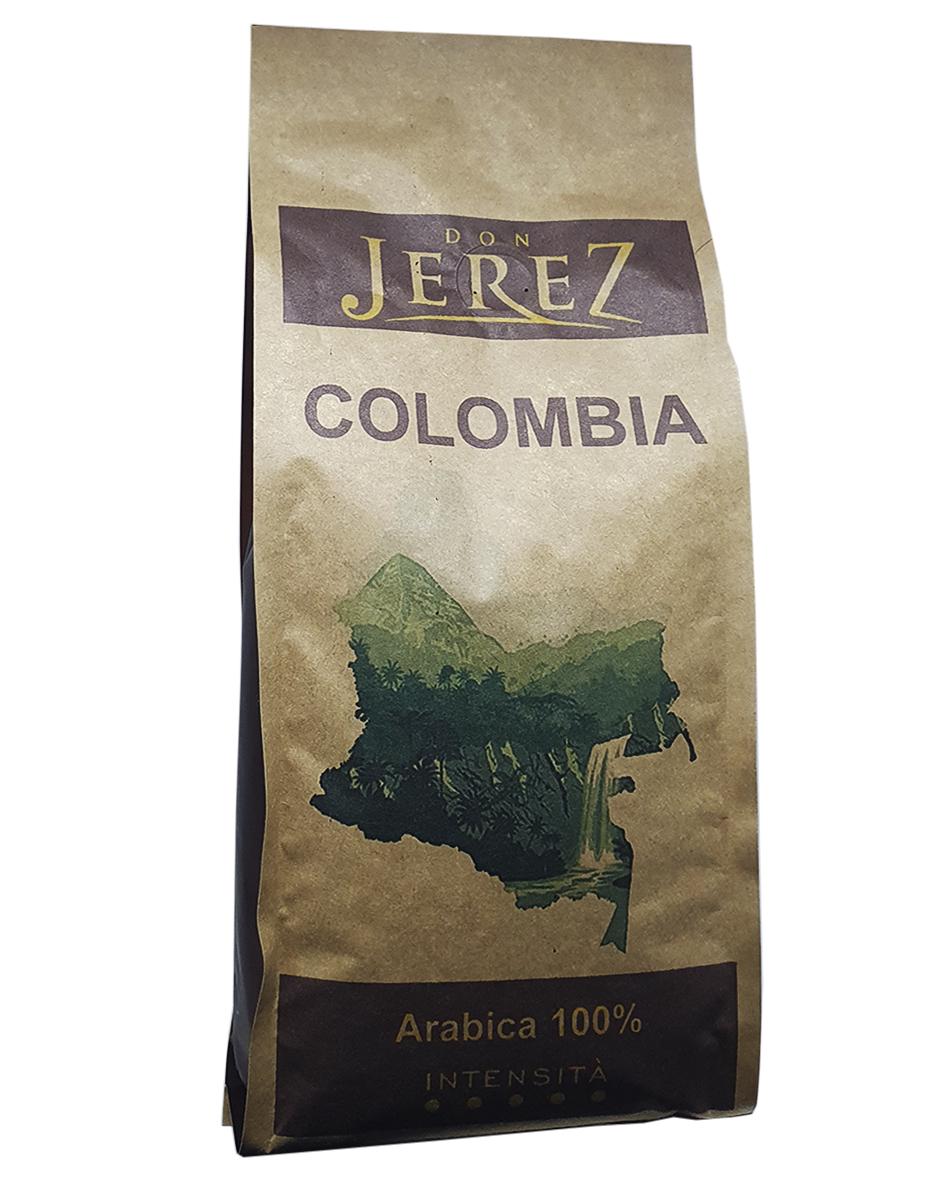 DON
JEREZ
COLOMBIA
Arabica 100%
INTENSITÀ